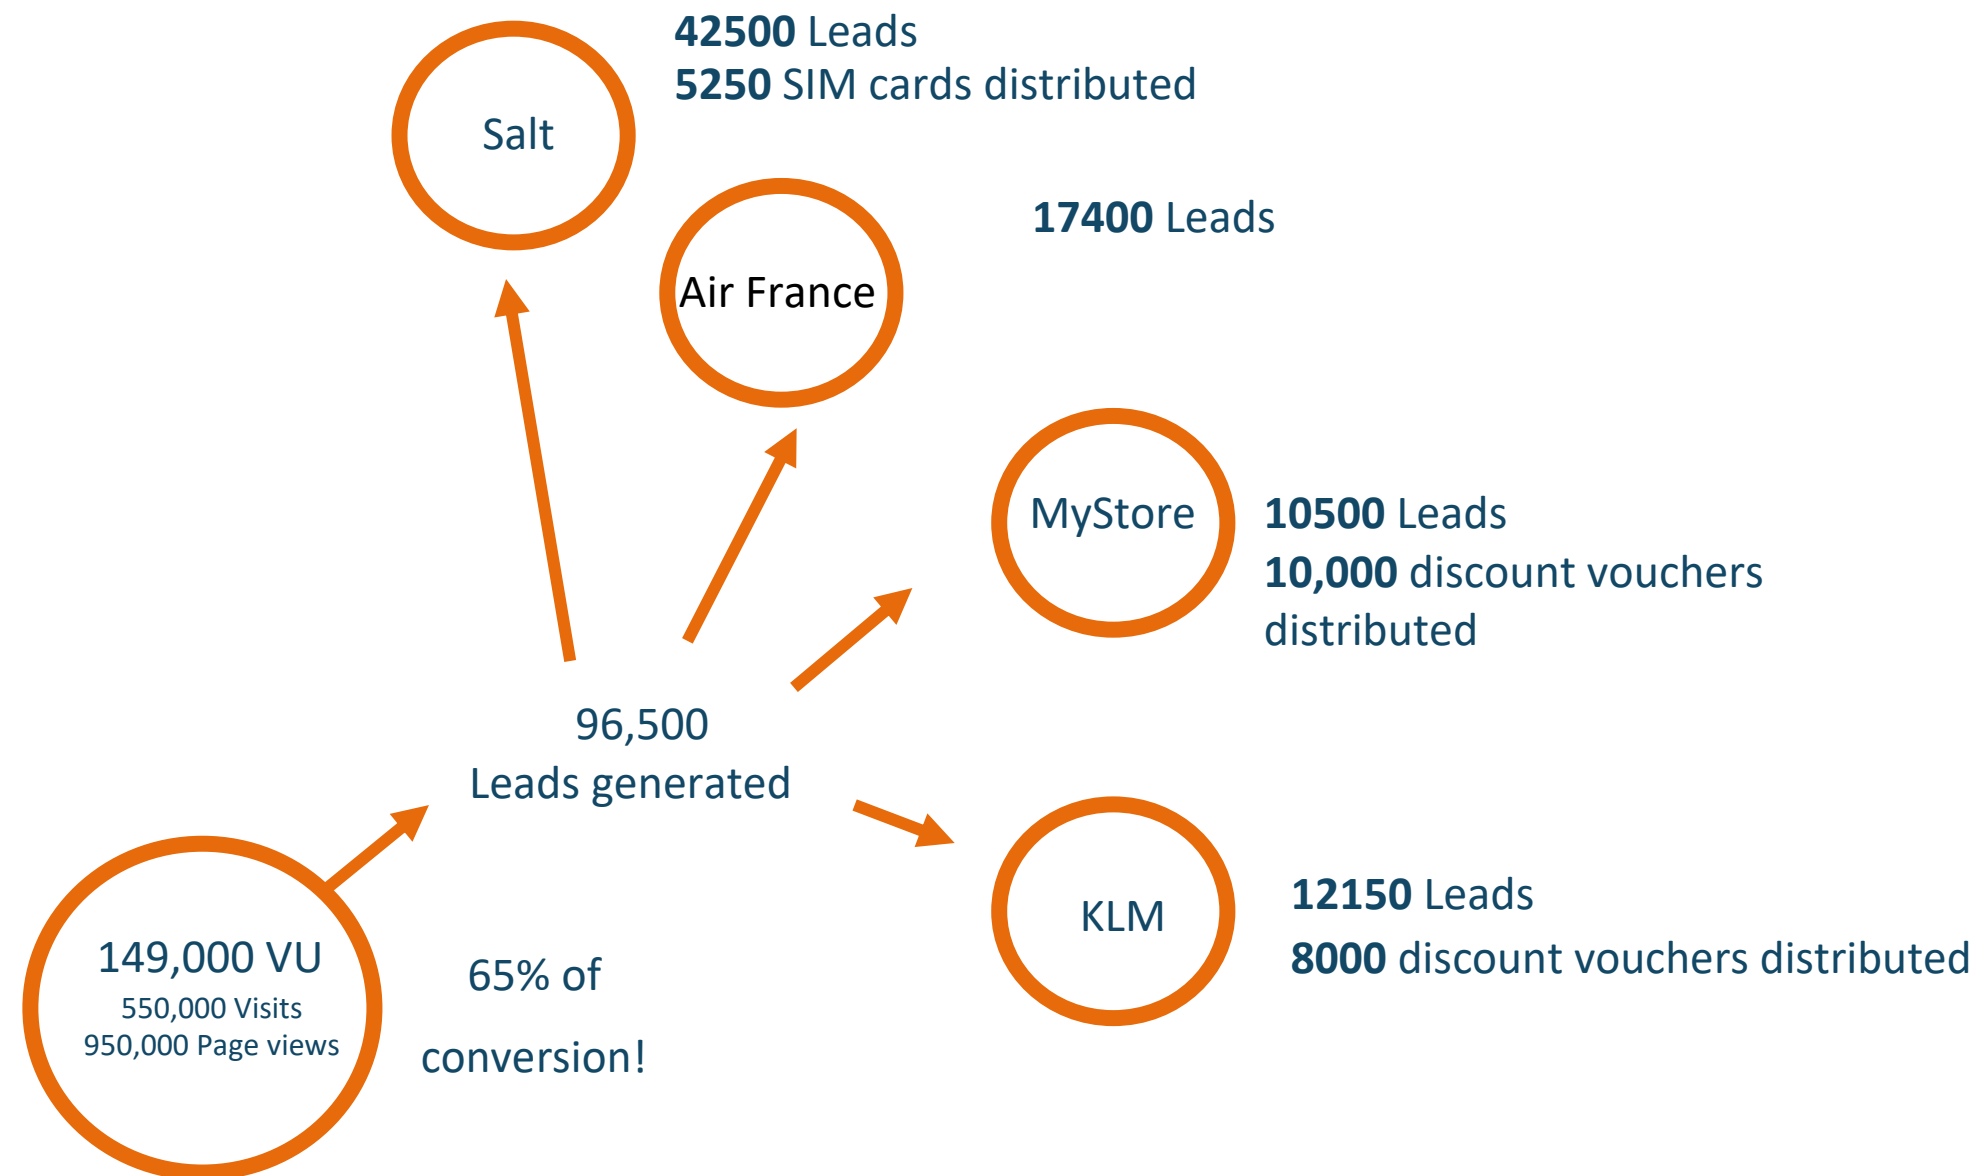 42500 Leads
5250 SIM cards distributed
Salt
17400 Leads
Air France
MyStore
10500 Leads
10,000 discount vouchers
distributed
96,500
Leads generated
KLM
12150 Leads
8000 discount vouchers distributed
149,000 VU
550,000 Visits
950,000 Page views
65% of
conversion!